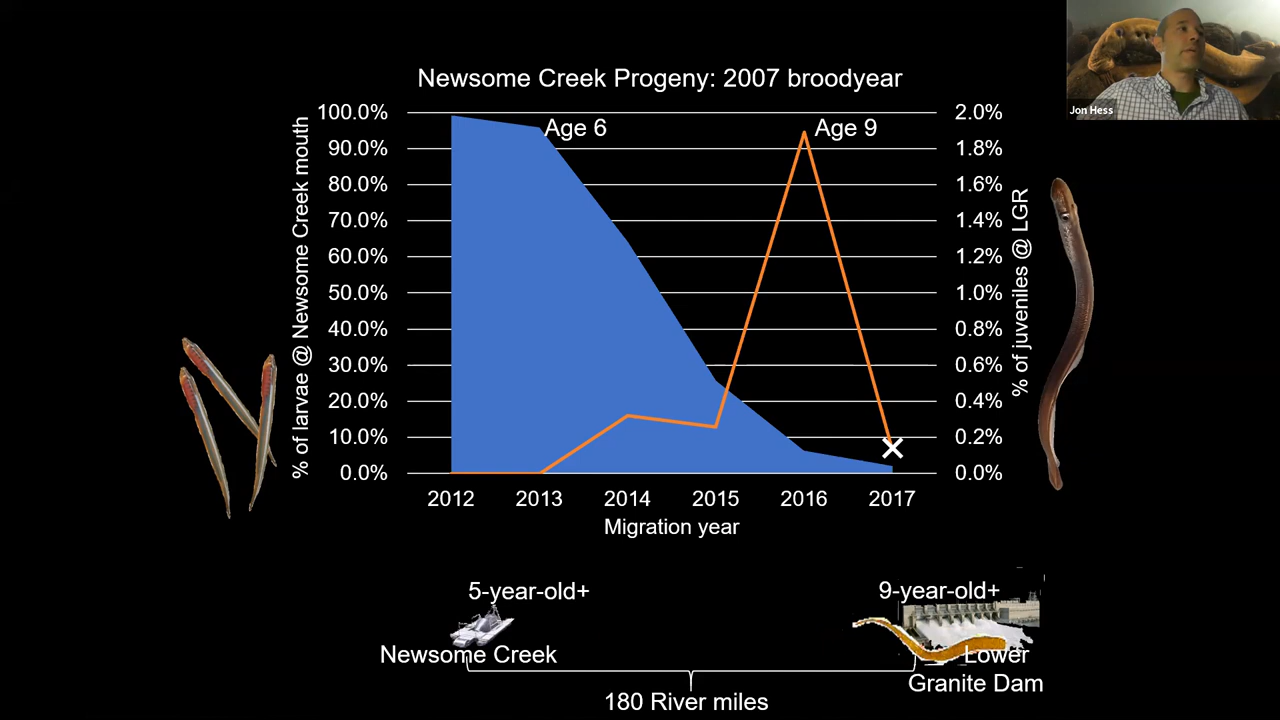 Jon Hess
Newsome Creek Progeny: 2007 broodyear
% of larvae @ Newsome Creek mouth
100.0%
90.0%
80.0%
70.0%
60.0%
50.0%
40.0%
30.0%
20.0%
10.0%
0.0%
Age 6
Age 9
2.0%
1.8%
1.6%
1.4%
1.2%
1.0%
0.8%
0.6%
0.4%
0.2%
0.0%
% of juveniles @ LGR
2012 2013 2014 2015 2016 2017
Migration year
5-year-old+
9-year-old+
Newsome Creek
Lower
Granite Dam
180 River miles